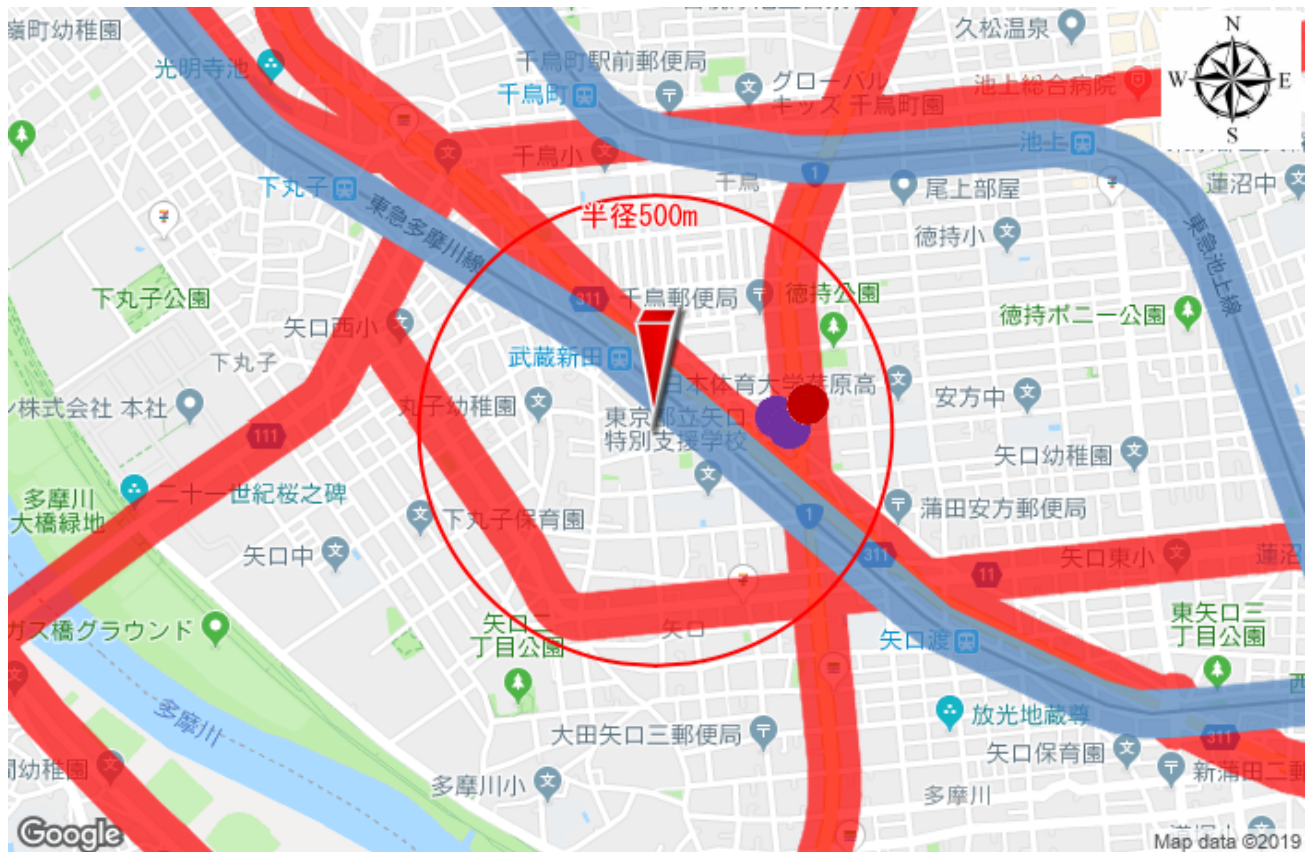 嶺町幼稚園
久松温泉
N
光明寺池
千鳥町駅前郵便局
グローバル
キッズ 千鳥町園
池上総合病院
W
E
千鳥町
S
千鳥小
池上
1
下丸子
千鳥
尾上部屋
蓮沼中
東急多摩川線
半径500m
徳持小
東急池上線
下丸子公園
311
千鳥郵便局
徳持公園
矢口西小
徳持ポニー公園
下丸子
武蔵新田
日本体育大学荏原高
ン株式会社 本社
丸子幼稚園
東京都立矢口
特別支援学校
安方中
111
矢口幼稚園
多摩川
大橋緑地
二十一世紀桜之碑
下丸子保育園
1
蒲田安方郵便局
矢口中
311
矢口東小
蓮沼
11
ガス橋グラウンド
矢口二
丁目公園
矢口
東矢口三
丁目公園
矢口渡
西
多摩川
大田矢口三郵便局
放光地蔵尊
311
矢口保育園
幼稚園
多摩川小
新蒲田二郵
多摩川
Google
Map data ©2019